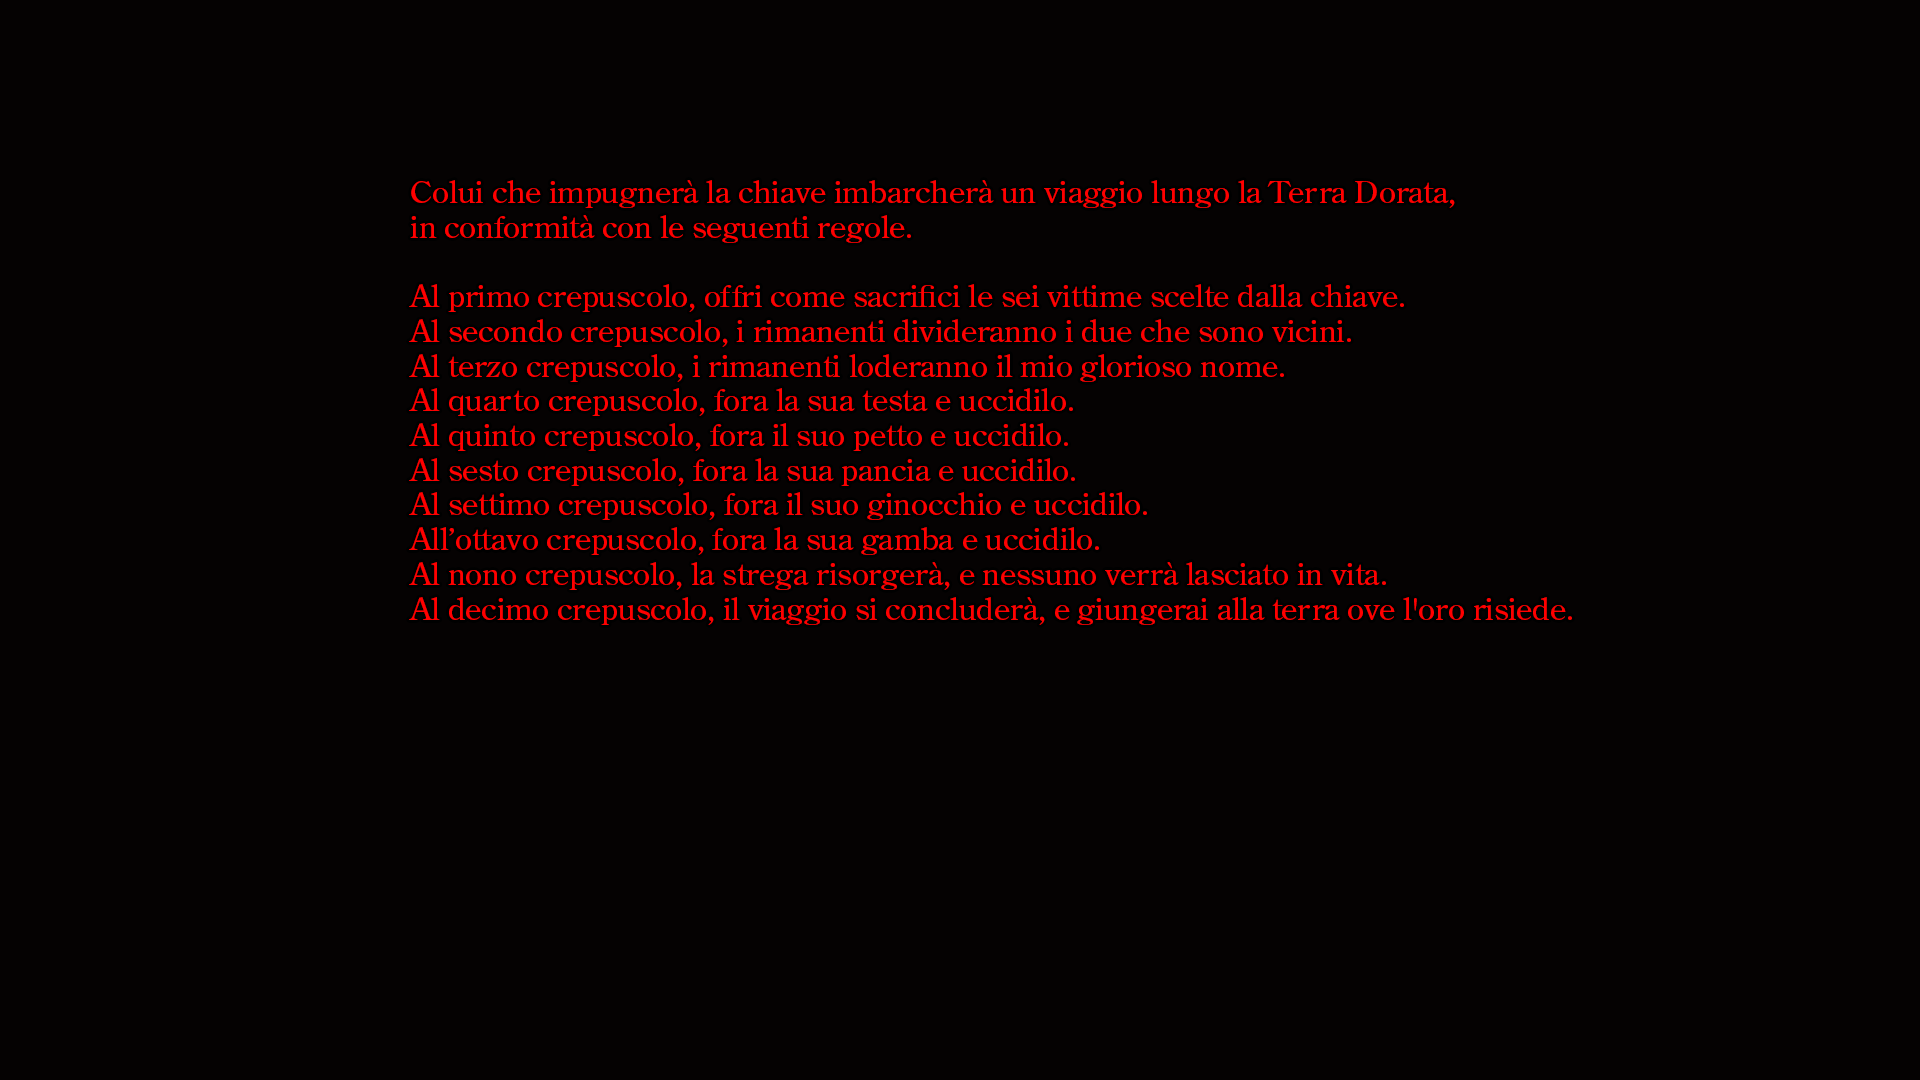 Colui che impugnerà la chiave imbarcherà un viaggio lungo la Terra Dorata,
in conformità con le seguenti regole.
Al primo crepuscolo, offri come sacrifici le sei vittime scelte dalla chiave.
Al secondo crepuscolo, i rimanenti divideranno i due che sono vicini.
Al terzo crepuscolo, i rimanenti loderanno il mio glorioso nome.
Al quarto crepuscolo, fora la sua testa e uccidilo.
Al quinto crepuscolo, fora il suo petto e uccidilo.
Al sesto crepuscolo, fora la sua pancia e uccidilo.
Al settimo crepuscolo, fora il suo ginocchio e uccidilo.
All’ottavo crepuscolo, fora la sua gamba e uccidilo.
Al nono crepuscolo, la strega risorgerà, e nessuno verrà lasciato in vita.
Al decimo crepuscolo, il viaggio si concluderà, e giungerai alla terra ove l'oro risiede.